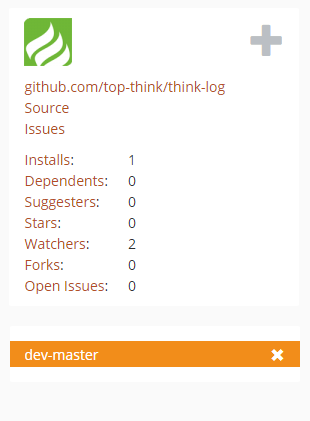 github.com/top-think/think-log
Source
Issues
Installs: 1
Dependents: 0
Suggesters: 0
Stars: 0
Watchers: 2
Forks: 0
Open Issues: 0
dev-master